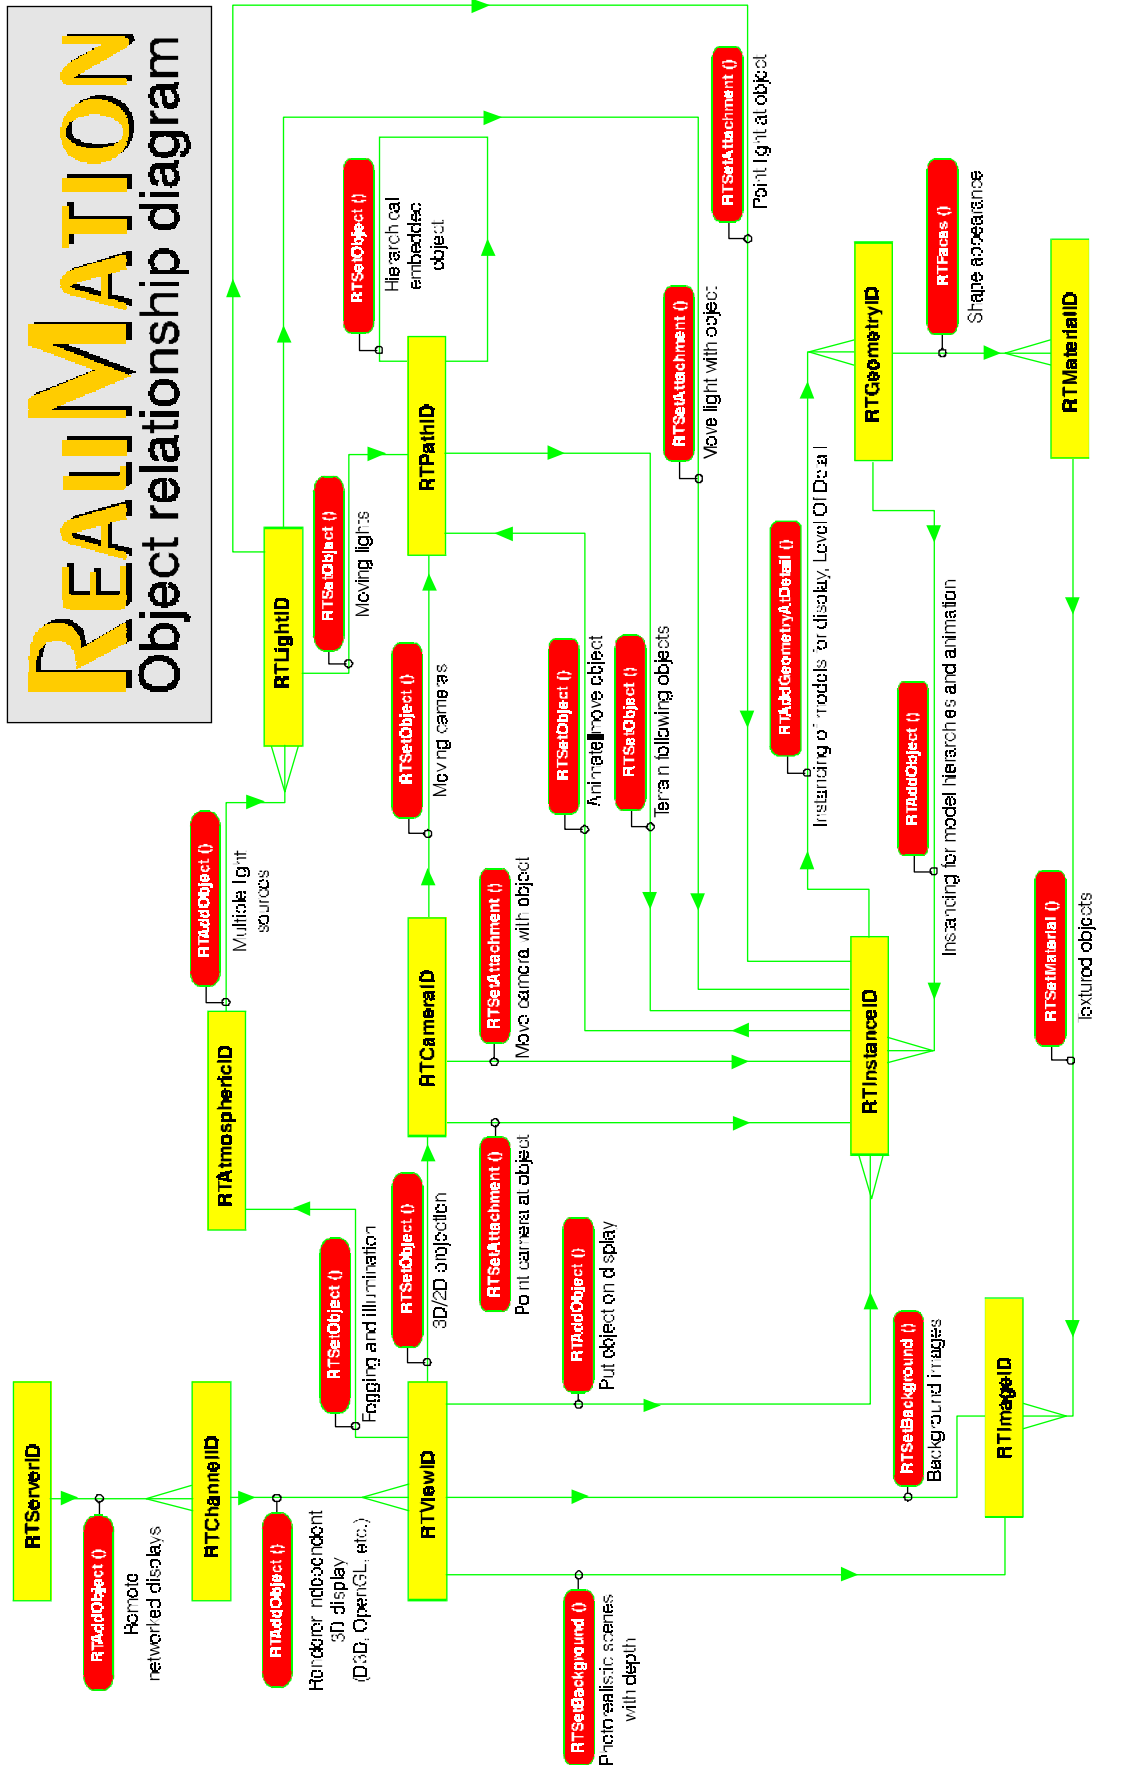 REALIMATION
Object relationship diagram
RTServerID
RTAddObject ()
Remote
networked displays
RTChannelID
RTAddObject ()
Renderer independent
3D display
(D3D, OpenGL, etc.)
RTViewID
RTSetBackground ()
Photorealistic scenes
with depth
RTSetBackground ()
Background images
RTImageID
RTSetObject ()
Fogging and illumination
RTAtmosphericID
RTAddObject ()
Multiple light
sources
RTLightID
RTSetObject ()
Moving lights
RTSetObject ()
3D/2D projection
RTCameraID
RTSetObject ()
Moving cameras
RTPathID
RTSetObject ()
Hierarchical
embedded
object
RTSetAttachment ()
Point camera at object
RTSetAttachment ()
Move camera with object
RTAddObject ()
Put object on display
RTSetObject ()
Animate/move object
RTSetObject ()
Terrain following objects
RTSetAttachment ()
Move light with object
RTSetAttachment ()
Point light at object
RTInstanceID
RTAddGeometryAtDetail ()
Instancing of models for display, Level Of Detail
RTAddObject ()
Instancing for model hierarchies and animation
RTGeometryID
RTFaces ()
Shape appearance
RTMaterialID
RTSetMaterial ()
Textured objects